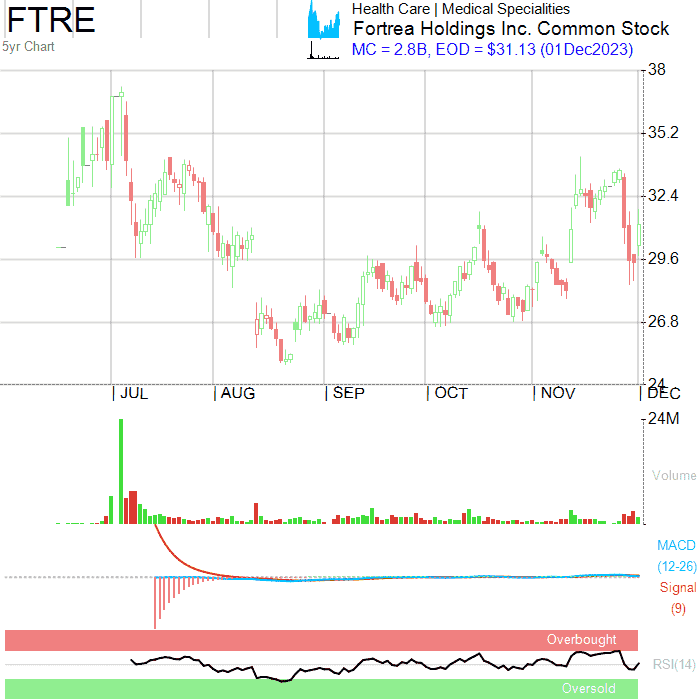 FTRE
5yr Chart
Health Care | Medical Specialities
Fortrea Holdings Inc. Common Stock
MC = 2.8B, EOD = $31.13 (01Dec2023)
38
35.2
32.4
29.6
26.8
24
JUL
AUG
SEP
OCT
NOV
DEC
24M
Volume
MACD
(12-26)
Signal
(9)
Overbought
RSI(14)
Oversold